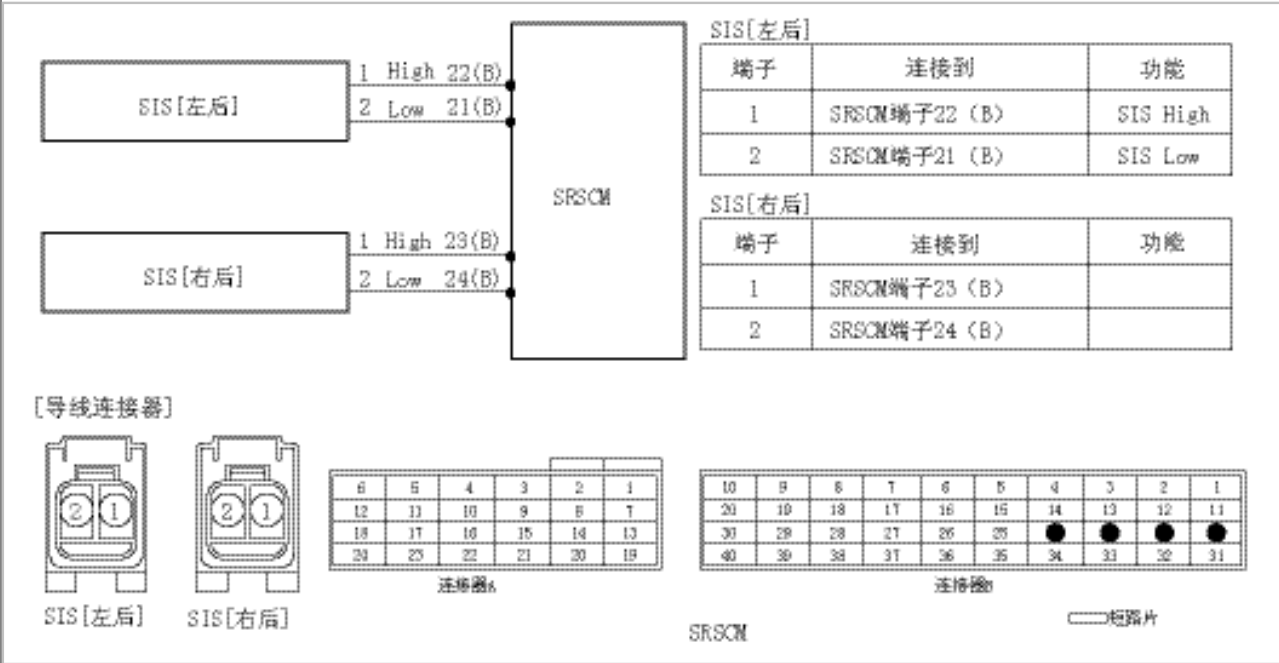 SIS[左后]
1 High 22(B)
2 Low 21(B)
SIS[右后]
1 High 23(B)
2 Low 24(B)
SRSCM
SIS[左后]
端子 连接到 功能
1 SRSCM端子22（B） SIS High
2 SRSCM端子21（B） SIS Low
SIS[右后]
端子 连接到 功能
1 SRSCM端子23（B）
2 SRSCM端子24（B）
[导线连接器]
2 1
SIS[左后]
2 1
SIS[右后]
6 5 4 3 2 1
12 11 10 9 8 7
18 17 16 15 14 13
24 23 22 21 20 19
连接器A
10 9 8 7 6 5 4 3 2 1
20 19 18 17 16 15 14 13 12 11
30 29 28 27 26 25
40 39 38 37 36 35 34 33 32 31
连接器B
短路片
SRSCM